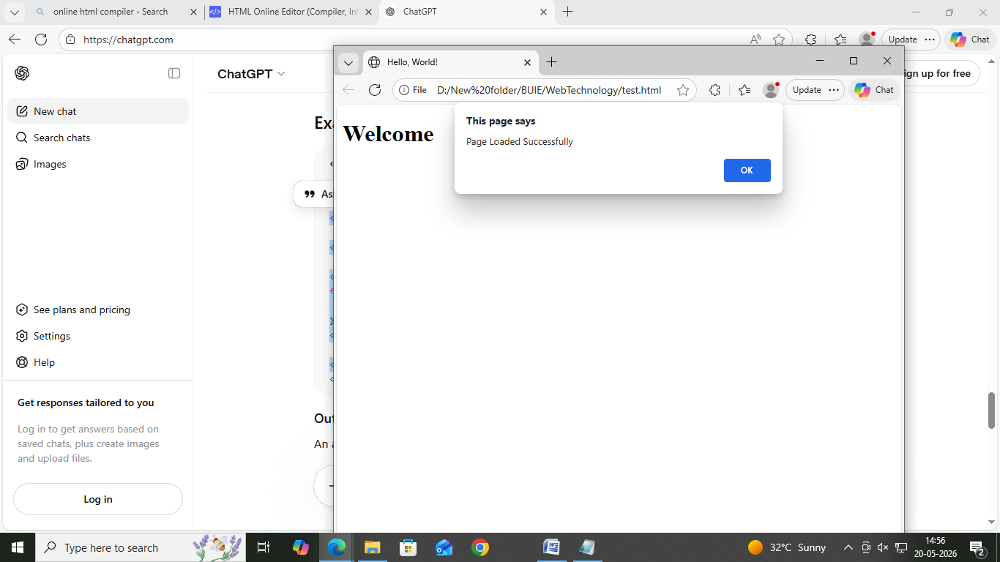 online html compiler - Search
HTML Online Editor (Compiler, Int
ChatGPT
https://chatgpt.com
Update
Chat
ChatGPT
ign up for free
New chat
Search chats
Images
See plans and pricing
Settings
Help
Get responses tailored to you
Log in to get answers based on
saved chats, plus create images
and upload files.
Log in
Exa
As
Out
An a
Hello, World!
File D:/New%20folder/BUIE/WebTechnology/test.html
Update
Chat
Welcome
This page says
Page Loaded Successfully
OK
Type here to search
32°C Sunny
14:56
20-05-2026
2